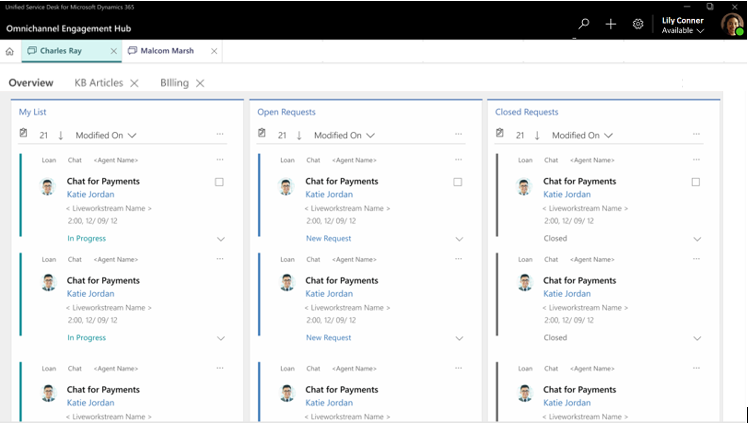 Unified Service Desk for Microsoft Dynamics 365
Omnichannel Engagement Hub
Lily Conner
Available
Charles Ray
Malcom Marsh
Overview
KB Articles
BIlling
My List
21 Modified On
Loan Chat <Agent Name>
Chat for Payments
Katie Jordan
< Liveworkstream Name >
2:00, 12/ 09/ 12
In Progress
Loan Chat <Agent Name>
Chat for Payments
Katie Jordan
< Liveworkstream Name >
2:00, 12/ 09/ 12
In Progress
Loan Chat <Agent Name>
Chat for Payments
Katie Jordan
< Liveworkstream Name >
Open Requests
21 Modified On
Loan Chat <Agent Name>
Chat for Payments
Katie Jordan
< Liveworkstream Name >
2:00, 12/ 09/ 12
New Request
Loan Chat <Agent Name>
Chat for Payments
Katie Jordan
< Liveworkstream Name >
2:00, 12/ 09/ 12
New Request
Loan Chat <Agent Name>
Chat for Payments
Katie Jordan
< Liveworkstream Name >
Closed Requests
21 Modified On
Loan Chat <Agent Name>
Chat for Payments
Katie Jordan
< Liveworkstream Name >
2:00, 12/ 09/ 12
Closed
Loan Chat <Agent Name>
Chat for Payments
Katie Jordan
< Liveworkstream Name >
2:00, 12/ 09/ 12
Closed
Loan Chat <Agent Name>
Chat for Payments
Katie Jordan
< Liveworkstream Name >